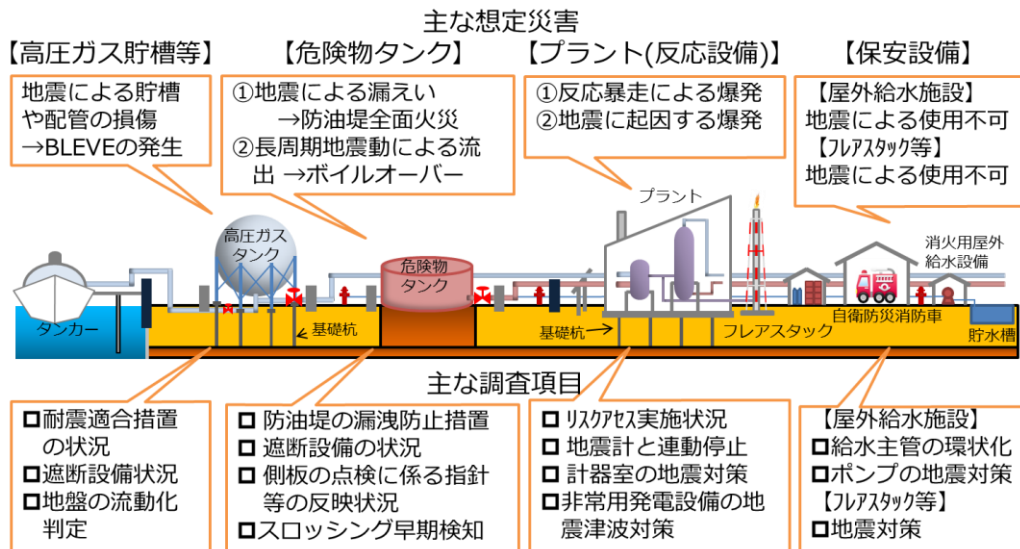 主な想定災害
【高圧ガス貯槽等】
地震による貯槽
や配管の損傷
→BLEVEの発生
【危険物タンク】
①地震による漏えい
→防油堤全面火災
②長周期地震動による流
出 →ボイルオーバー
【プラント(反応設備)】
①反応暴走による爆発
②地震に起因する爆発
【保安設備】
【屋外給水施設】
地震による使用不可
【ﾌﾚｱｽﾀｯｸ等】
地震による使用不可
タンカー
高圧ガス
タンク
基礎杭
危険物
タンク
プラント
基礎杭
フレアスタック
消火用屋外
給水設備
自衛防災消防車
貯水槽
主な調査項目
□耐震適合措置
の状況
□遮断設備状況
□地盤の流動化
判定
□ 防油堤の漏洩防止措置
□ 遮断設備の状況
□ 側板の点検に係る指針
等の反映状況
□スロッシング早期検知
□ ﾘｽｸｱｾｽ実施状況
□ 地震計と連動停止
□ 計器室の地震対策
□非常用発電設備の地
震津波対策
【屋外給水施設】
□給水主管の環状化
□ポンプの地震対策
【ﾌﾚｱｽﾀｯｸ等】
□地震対策